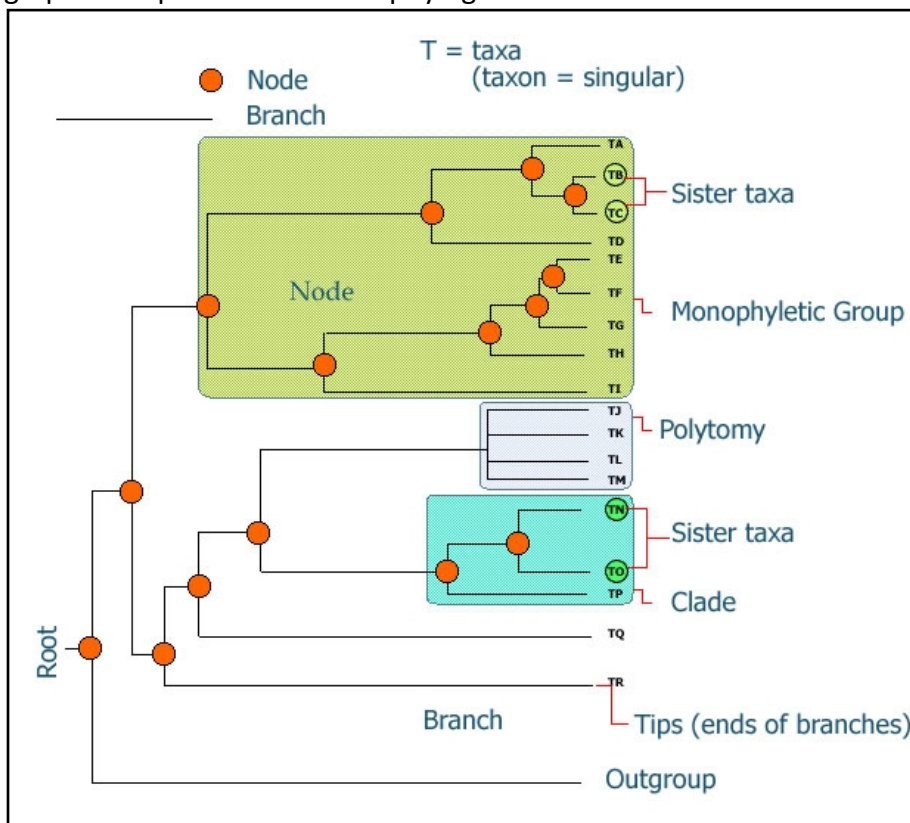 T = taxa
(taxon = singular)
Node
Branch
TA
TB
TC
Sister taxa
TD
TE
Node
TF
Monophyletic Group
TG
TH
TI
TJ
Polytomy
TK
TL
TM
TN
Sister taxa
TO
TP
Clade
TQ
Root
TR
Branch
Tips (ends of branches)
Outgroup